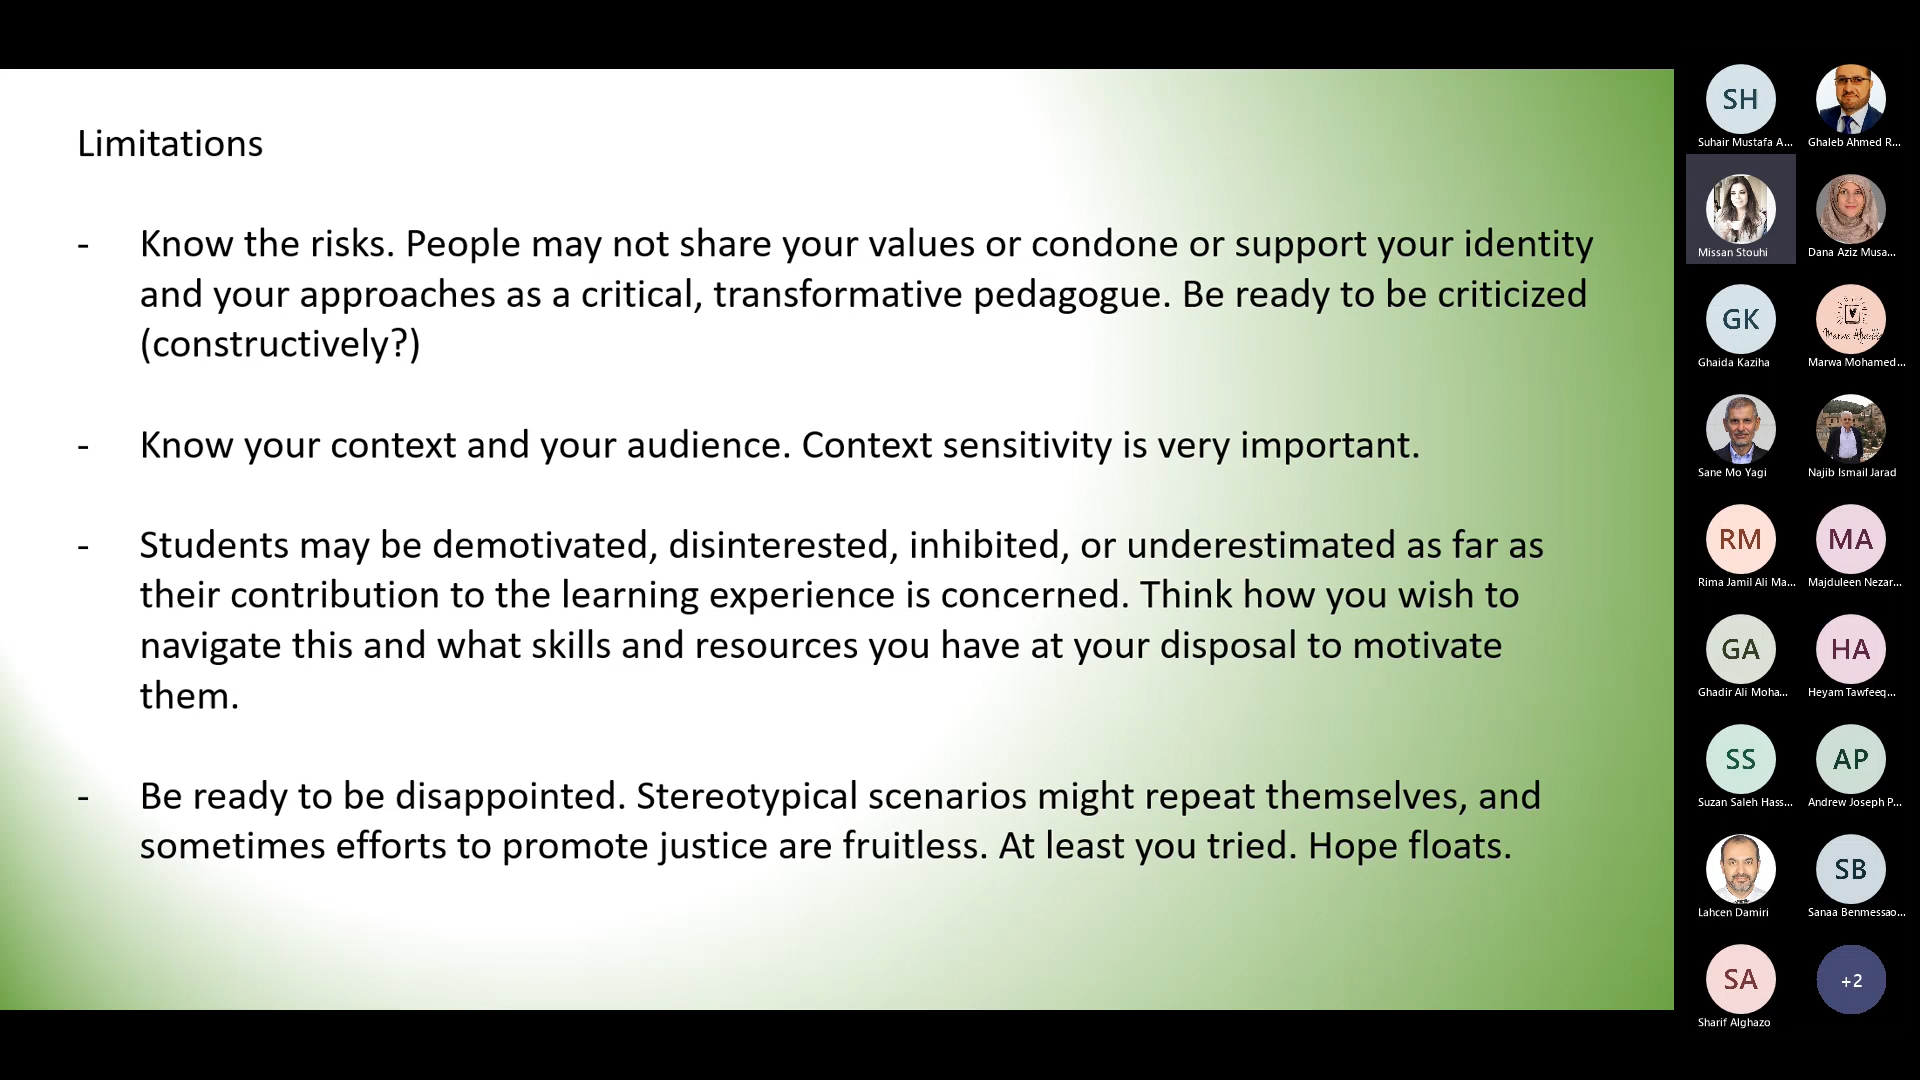 Limitations
- Know the risks. People may not share your values or condone or support your identity
and your approaches as a critical, transformative pedagogue. Be ready to be criticized
(constructively?)
- Know your context and your audience. Context sensitivity is very important.
- Students may be demotivated, disinterested, inhibited, or underestimated as far as
their contribution to the learning experience is concerned. Think how you wish to
navigate this and what skills and resources you have at your disposal to motivate
them.
- Be ready to be disappointed. Stereotypical scenarios might repeat themselves, and
sometimes efforts to promote justice are fruitless. At least you tried. Hope floats.
SH
Suhair Mustafa A...
Ghaleb Ahmed R...
Missan Stouhi
Dana Aziz Musa...
GK
Ghaida Kaziha
Marwa Mohamed...
Sane Mo Yagi
Najib Ismail Jarad
RM
Rima Jamil Ali Ma...
MA
Majduleen Nezar...
GA
Ghadir Ali Moha...
HA
Heyam Tawfeeq...
SS
Suzan Saleh Hass...
AP
Andrew Joseph P...
Lahcen Damiri
SB
Sanaa Benmessao...
SA
Sharif Alghazo
+2